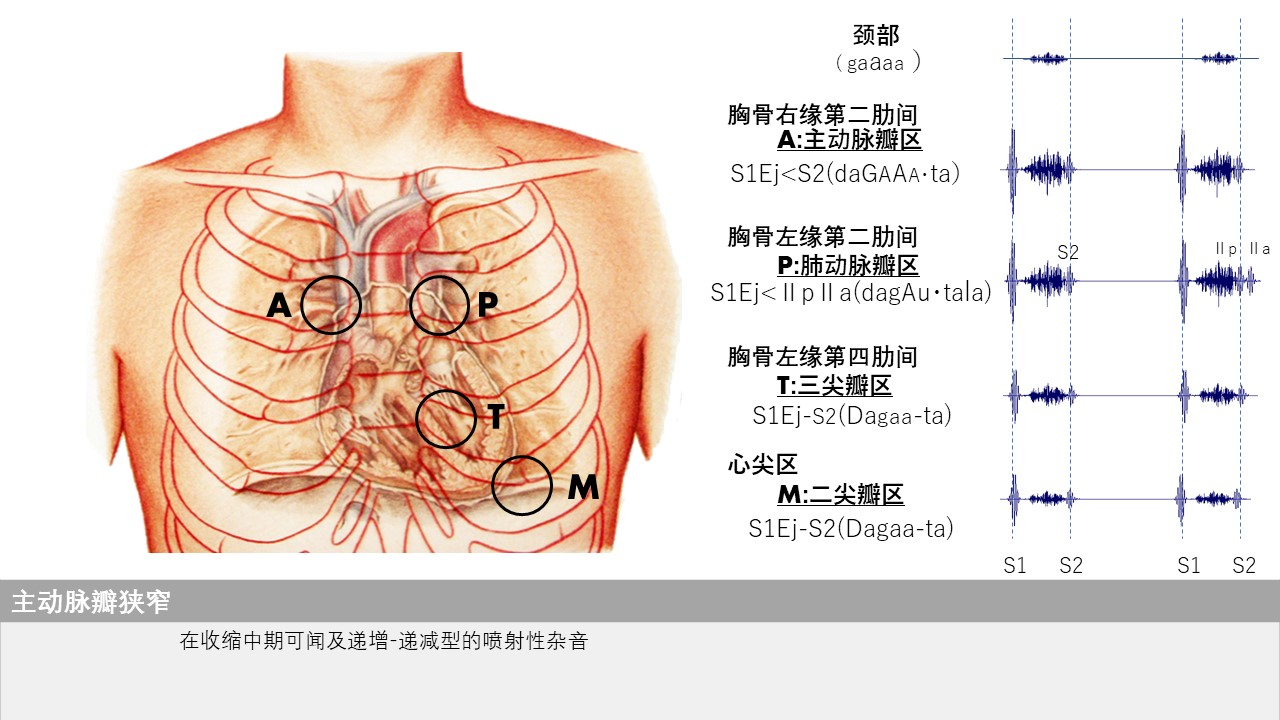 颈部
（gaaaa）
胸骨右缘第二肋间
A:主动脉瓣区
S1Ej<S2(daGAAA·ta)
胸骨左缘第二肋间
P:肺动脉瓣区
S1Ej<ⅡpⅡa(dagAu·tala)
S2
Ⅱp Ⅱa
胸骨左缘第四肋间
T:三尖瓣区
S1Ej-S2(Dagaa-ta)
心尖区
M:二尖瓣区
S1Ej-S2(Dagaa-ta)
S1 S2 S1 S2
A P
T
M
主动脉瓣狭窄
在收缩中期可闻及递增-递减型的喷射性杂音